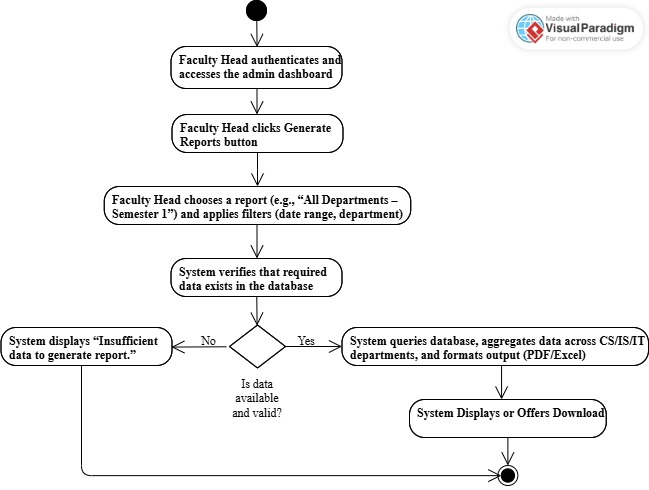 Made with
VisualParadigm
For non-commercial use
Faculty Head authenticates and
accesses the admin dashboard
Faculty Head clicks Generate
Reports button
Faculty Head chooses a report (e.g., “All Departments –
Semester 1”) and applies filters (date range, department)
System verifies that required
data exists in the database
System displays “Insufficient
data to generate report.”
No
Yes
Is data
available
and valid?
System queries database, aggregates data across CS/IS/IT
departments, and formats output (PDF/Excel)
System Displays or Offers Download